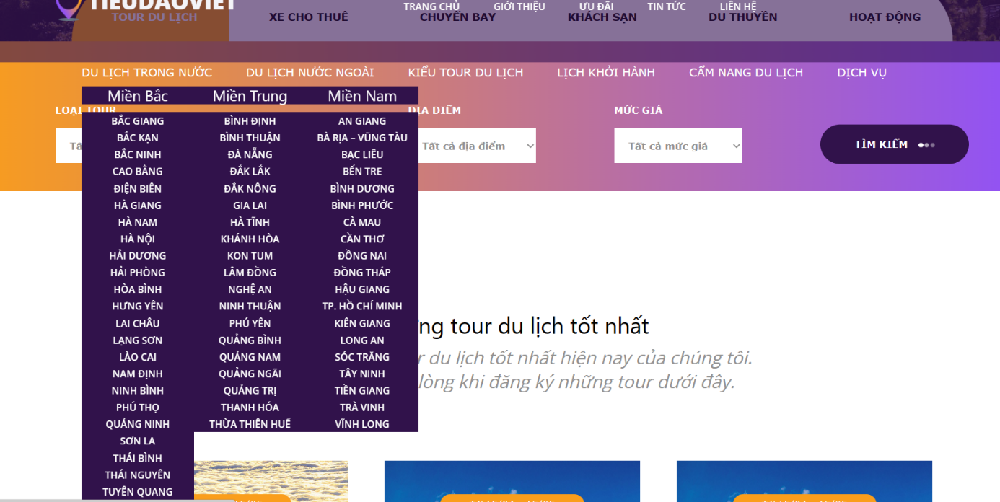 TIEUDAOVIET
TRANG CHỦ GIỚI THIỆU ƯU ĐÃI TIN TỨC LIÊN HỆ
TOUR DU LỊCH XE CHO THUÊ CHUYẾN BAY KHÁCH SẠN DU THUYỀN HOẠT ĐỘNG
DU LỊCH TRONG NƯỚC DU LỊCH NƯỚC NGOÀI KIỂU TOUR DU LỊCH LỊCH KHỞI HÀNH CẨM NANG DU LỊCH DỊCH VỤ
Miền Bắc Miền Trung Miền Nam
LOẠI TOUR ĐỊA ĐIỂM MỨC GIÁ
BẮC GIANG BÌNH ĐỊNH AN GIANG
BẮC KẠN BÌNH THUẬN BÀ RỊA – VŨNG TÀU
Tất cả địa điểm Tất cả mức giá TÌM KIẾM
BẮC NINH ĐÀ NẴNG BẠC LIÊU
CAO BẰNG ĐẮK LẮK BẾN TRE
ĐIỆN BIÊN ĐẮK NÔNG BÌNH DƯƠNG
HÀ GIANG GIA LAI BÌNH PHƯỚC
HÀ NAM HÀ TĨNH CÀ MAU
HÀ NỘI KHÁNH HÒA CẦN THƠ
HẢI DƯƠNG KON TUM ĐỒNG NAI
HẢI PHÒNG LÂM ĐỒNG ĐỒNG THÁP
HÒA BÌNH NGHỆ AN HẬU GIANG
HƯNG YÊN NINH THUẬN TP. HỒ CHÍ MINH
LAI CHÂU PHÚ YÊN KIÊN GIANG
LẠNG SƠN QUẢNG BÌNH LONG AN
LÀO CAI QUẢNG NAM SÓC TRĂNG
NAM ĐỊNH QUẢNG NGÃI TÂY NINH
NINH BÌNH QUẢNG TRỊ TIỀN GIANG
PHÚ THỌ THANH HÓA TRÀ VINH
QUẢNG NINH THỪA THIÊN HUẾ VĨNH LONG
SƠN LA
THÁI BÌNH
THÁI NGUYÊN
TUYÊN QUANG
ng tour du lịch tốt nhất
r du lịch tốt nhất hiện nay của chúng tôi.
lòng khi đăng ký những tour dưới đây.